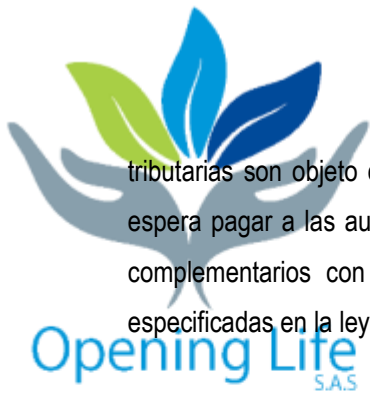 tributarias son objeto
espera pagar a las au
complementarios con
especificadas en la ley
Opening Life
S.A.S